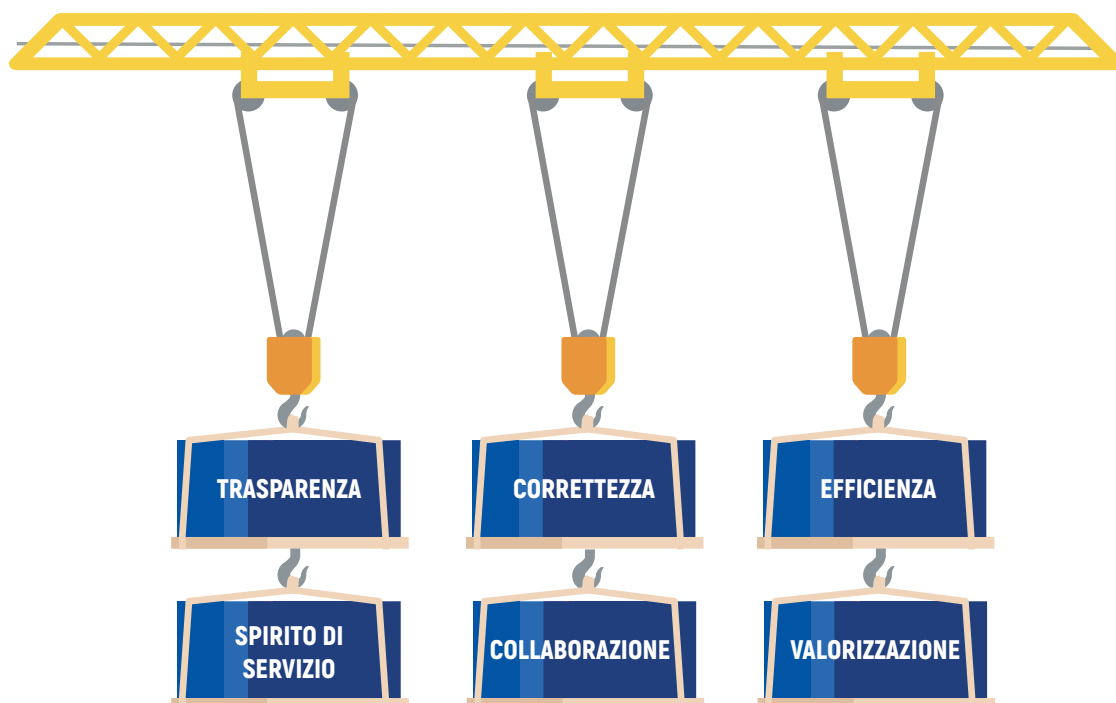 TRASPARENZA
CORRETTEZZA
EFFICIENZA
SPIRITO DI
SERVIZIO
COLLABORAZIONE
VALORIZZAZIONE